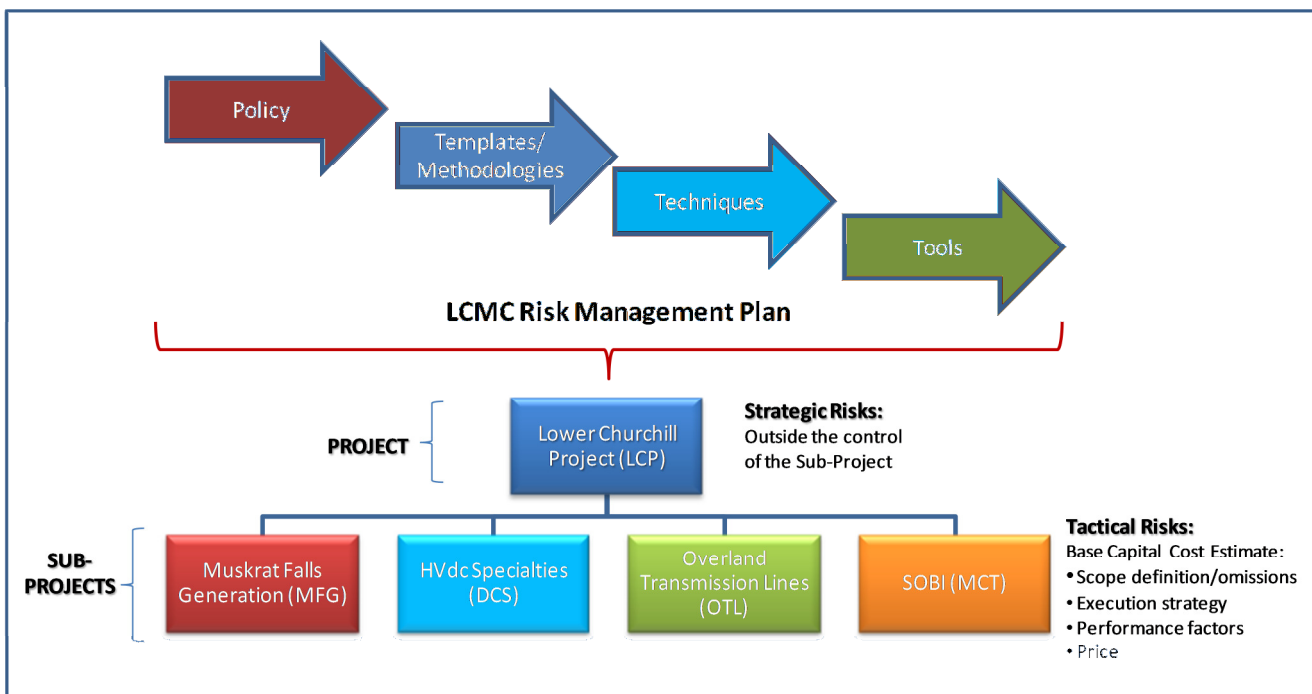 Policy
Templates/
Methodologies
Techniques
Tools
LCMC Risk Management Plan
PROJECT
Lower Churchill
Project (LCP)
Strategic Risks:
Outside the control
of the Sub-Project
SUB-
PROJECTS
Muskrat Falls
Generation (MFG)
HVdc Specialties
(DCS)
Overland
Transmission Lines
(OTL)
SOBI (MCT)
Tactical Risks:
Base Capital Cost Estimate:
• Scope definition/omissions
• Execution strategy
• Performance factors
• Price